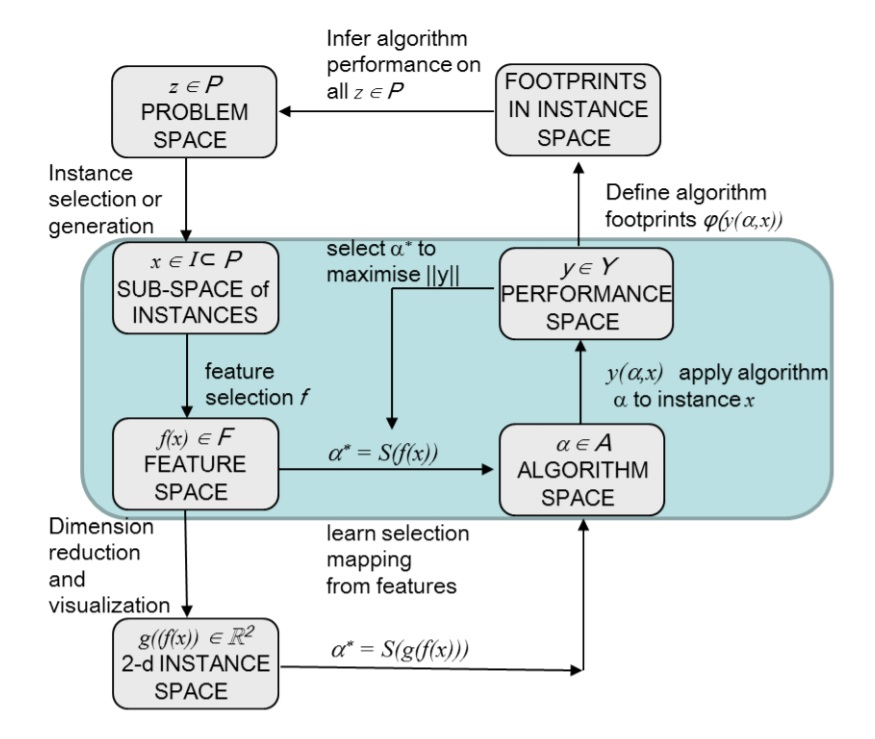 Infer algorithm
performance on
all z ∈ P
z ∈ P
PROBLEM
SPACE
FOOTPRINTS
IN INSTANCE
SPACE
Instance
selection or
generation
Define algorithm
footprints φ(y(α,x))
x ∈ I⊂ P
SUB-SPACE of
INSTANCES
select α* to
maximise ||y||
y ∈ Y
PERFORMANCE
SPACE
feature
selection f
y(α,x) apply algorithm
α to instance x
f(x) ∈ F
FEATURE
SPACE
α* = S(f(x))
α ∈ A
ALGORITHM
SPACE
Dimension
reduction
and
visualization
learn selection
mapping
from features
g((f(x)) ∈ ℝ²
2-d INSTANCE
SPACE
α* = S(g(f(x)))